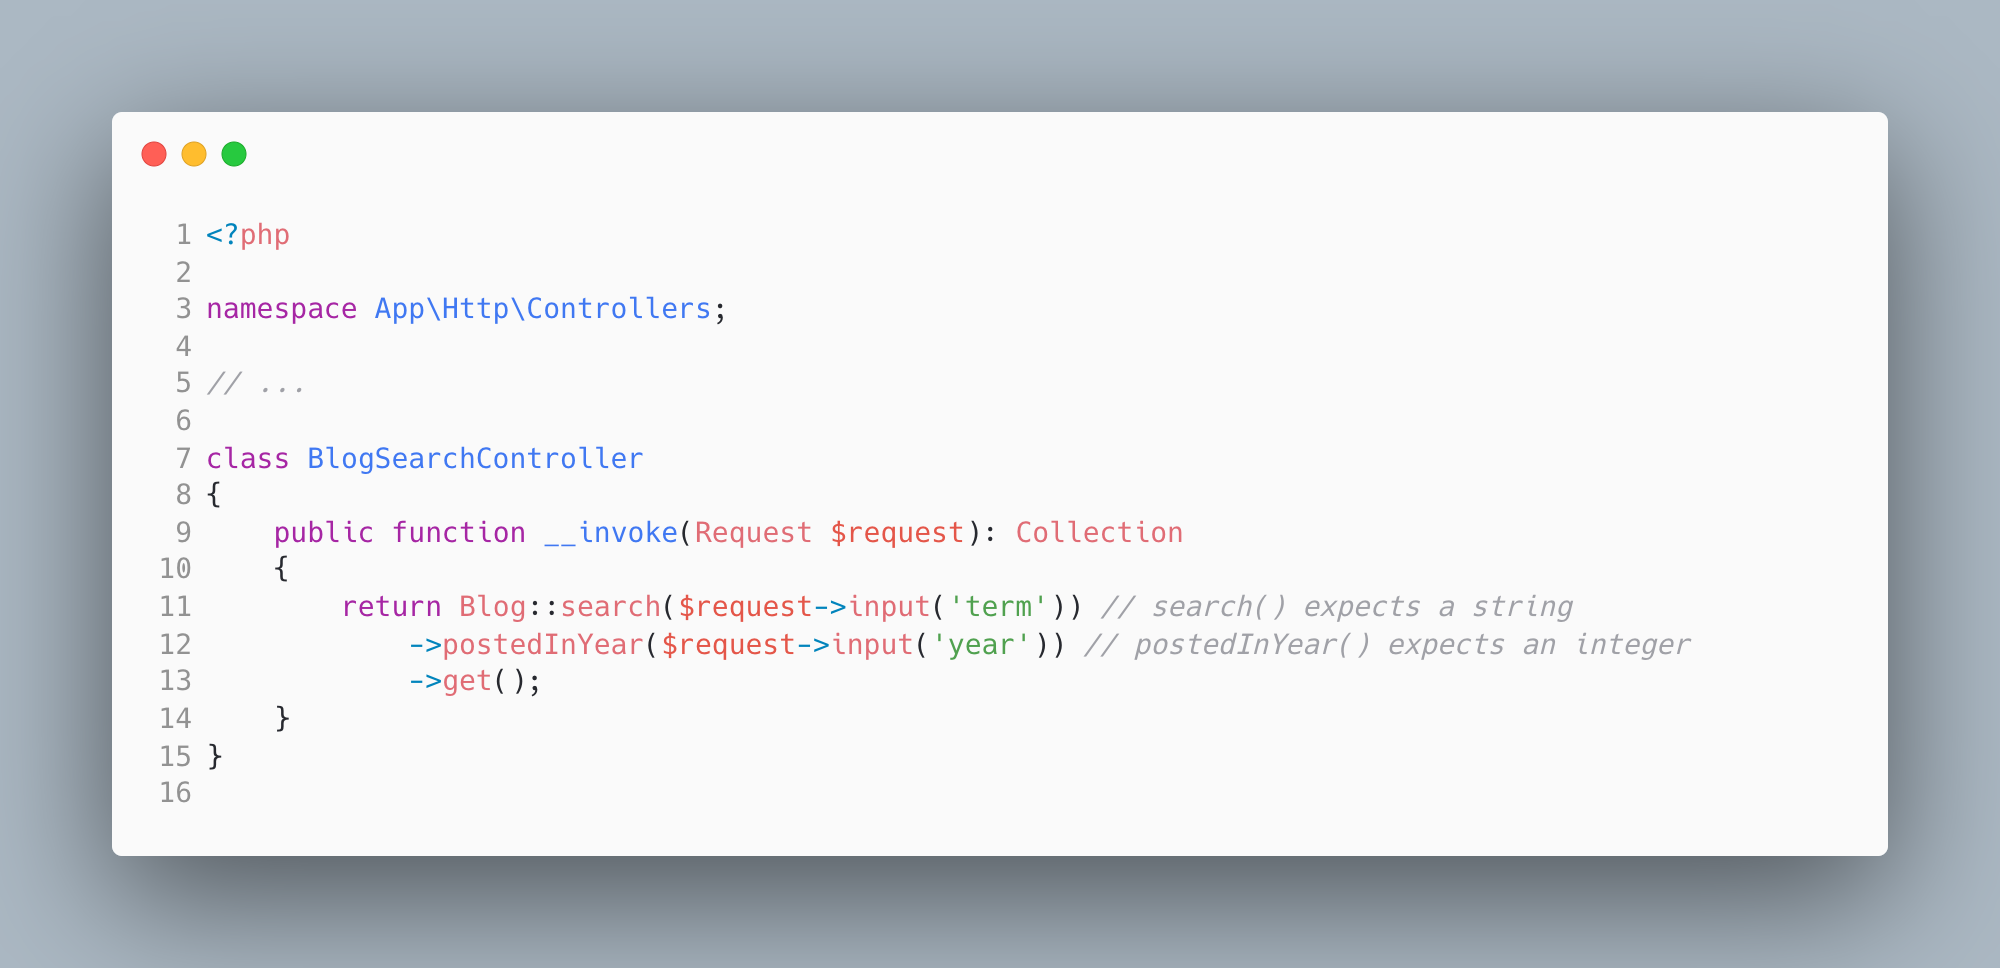 1 <?php
2
3 namespace App\Http\Controllers;
4
5 // ...
6
7 class BlogSearchController
8 {
9     public function __invoke(Request $request): Collection
10     {
11         return Blog::search($request->input('term')) // search() expects a string
12             ->postedInYear($request->input('year')) // postedInYear() expects an integer
13             ->get();
14     }
15 }
16